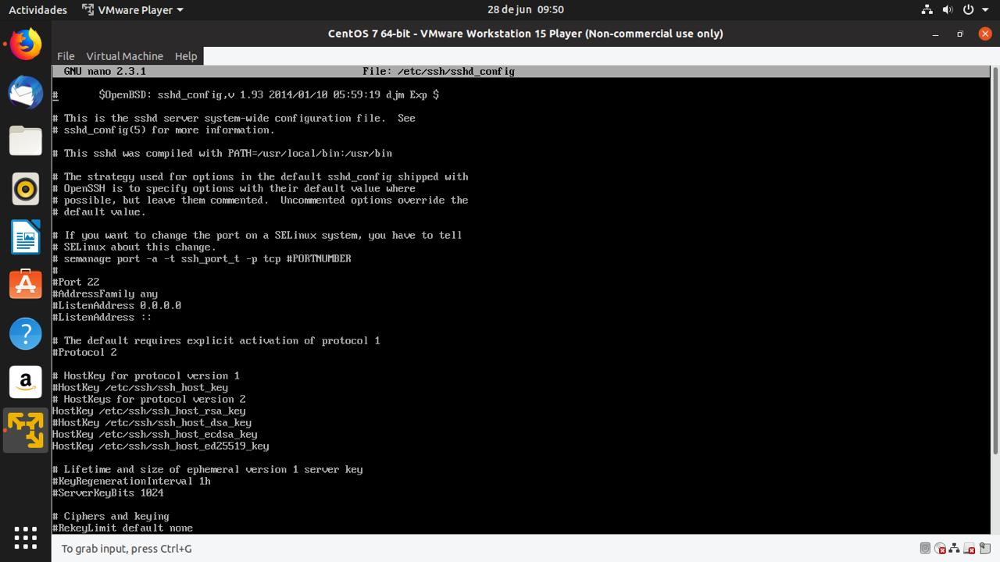 Actividades VMware Player 28 de jun 09:50
CentOS 7 64-bit - VMware Workstation 15 Player (Non-commercial use only)
File Virtual Machine Help
GNU nano 2.3.1 File: /etc/ssh/sshd_config
# $OpenBSD: sshd_config,v 1.93 2014/01/10 05:59:19 djm Exp $
# This is the sshd server system-wide configuration file.  See
# sshd_config(5) for more information.
# This sshd was compiled with PATH=/usr/local/bin:/usr/bin
# The strategy used for options in the default sshd_config shipped with
# OpenSSH is to specify options with their default value where
# possible, but leave them commented.  Uncommented options override the
# default value.
# If you want to change the port on a SELinux system, you have to tell
# SELinux about this change.
# semanage port -a -t ssh_port_t -p tcp #PORTNUMBER
#
#Port 22
#AddressFamily any
#ListenAddress 0.0.0.0
#ListenAddress ::
# The default requires explicit activation of protocol 1
#Protocol 2
# HostKey for protocol version 1
#HostKey /etc/ssh/ssh_host_key
# HostKeys for protocol version 2
HostKey /etc/ssh/ssh_host_rsa_key
#HostKey /etc/ssh/ssh_host_dsa_key
HostKey /etc/ssh/ssh_host_ecdsa_key
HostKey /etc/ssh/ssh_host_ed25519_key
# Lifetime and size of ephemeral version 1 server key
#KeyRegenerationInterval 1h
#ServerKeyBits 1024
# Ciphers and keying
#RekeyLimit default none
To grab input, press Ctrl+G